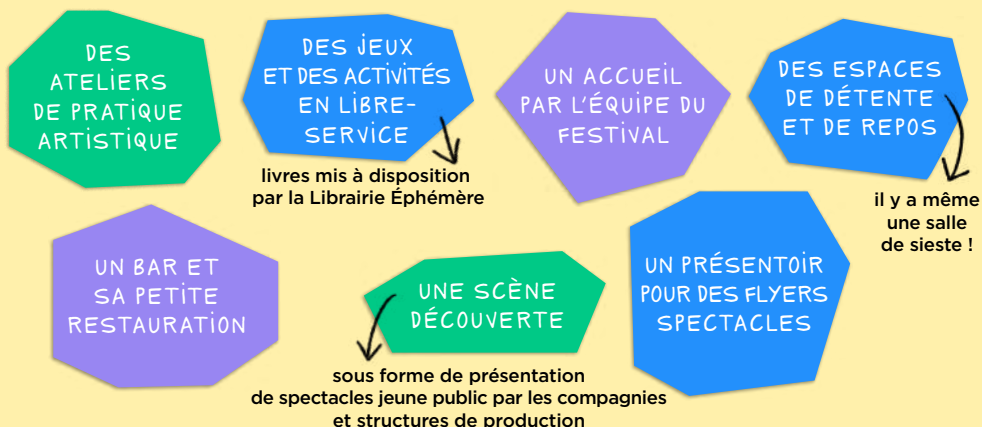 DES
ATELIERS
DE PRATIQUE
ARTISTIQUE
DES JEUX
ET DES ACTIVITÉS
EN LIBRE-
SERVICE
livres mis à disposition
par la Librairie Éphémère
UN ACCUEIL
PAR L'ÉQUIPE DU
FESTIVAL
DES ESPACES
DE DÉTENTE
ET DE REPOS
il y a même
une salle
de sieste !
UN BAR ET
SA PETITE
RESTAURATION
UNE SCÈNE
DÉCOUVERTE
sous forme de présentation
de spectacles jeune public par les compagnies
et structures de production
UN PRÉSENTOIR
POUR DES FLYERS
SPECTACLES